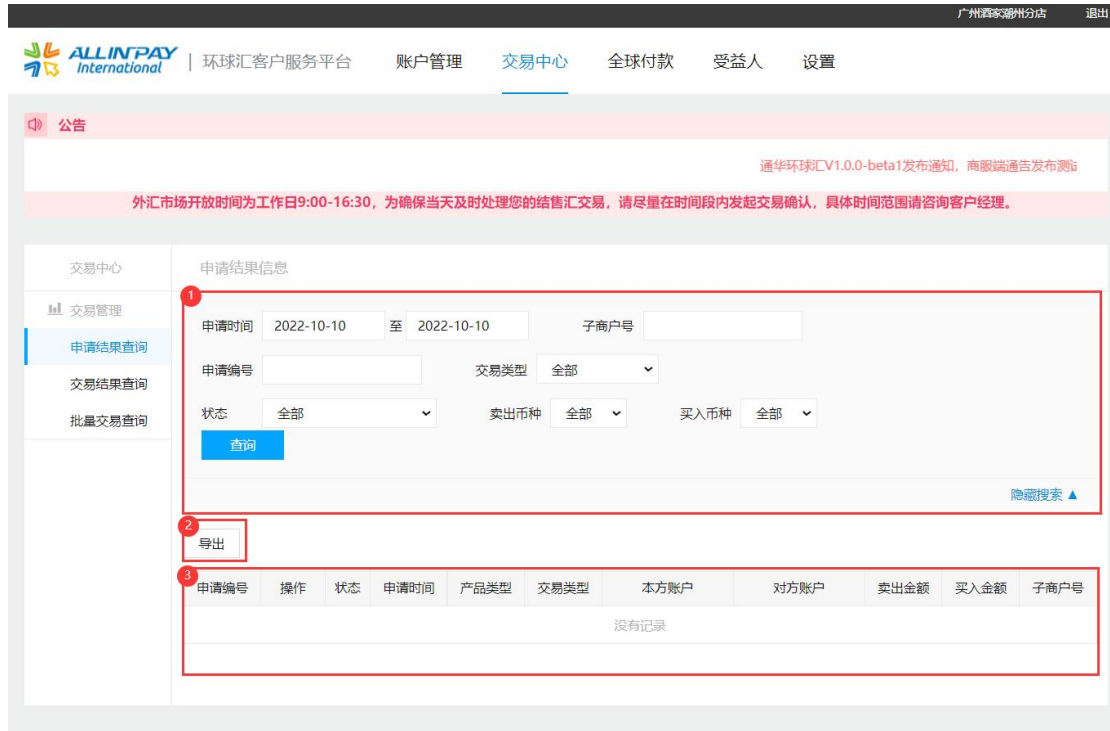 广州酒家潮州分店 退出
ALLINPAY International | 环球汇客户服务平台 账户管理 交易中心 全球付款 受益人 设置
公告
通华环球汇V1.0.0-beta1发布通知，商服端通告发布测
外汇市场开放时间为工作日9:00-16:30，为确保当天及时处理您的结售汇交易，请尽量在时间段内发起交易确认，具体时间范围请咨询客户经理。
交易中心 申请结果信息
1
交易管理
申请时间 2022-10-10 至 2022-10-10 子商户号
申请结果查询
申请编号 交易类型 全部
交易结果查询
状态 全部 卖出币种 全部 买入币种 全部
批量交易查询
查询
隐藏搜索 ▲
2
导出
3
申请编号 操作 状态 申请时间 产品类型 交易类型 本方账户 对方账户 卖出金额 买入金额 子商户号
没有记录